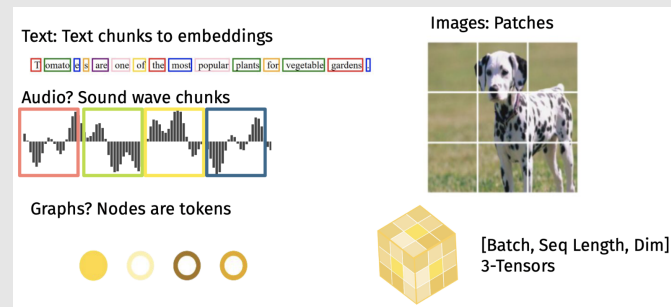 Text: Text chunks to embeddings
Tomatoes are one of the most popular plants for vegetable gardens.
Audio? Sound wave chunks
Graphs? Nodes are tokens
Images: Patches
[Batch, Seq Length, Dim]
3-Tensors